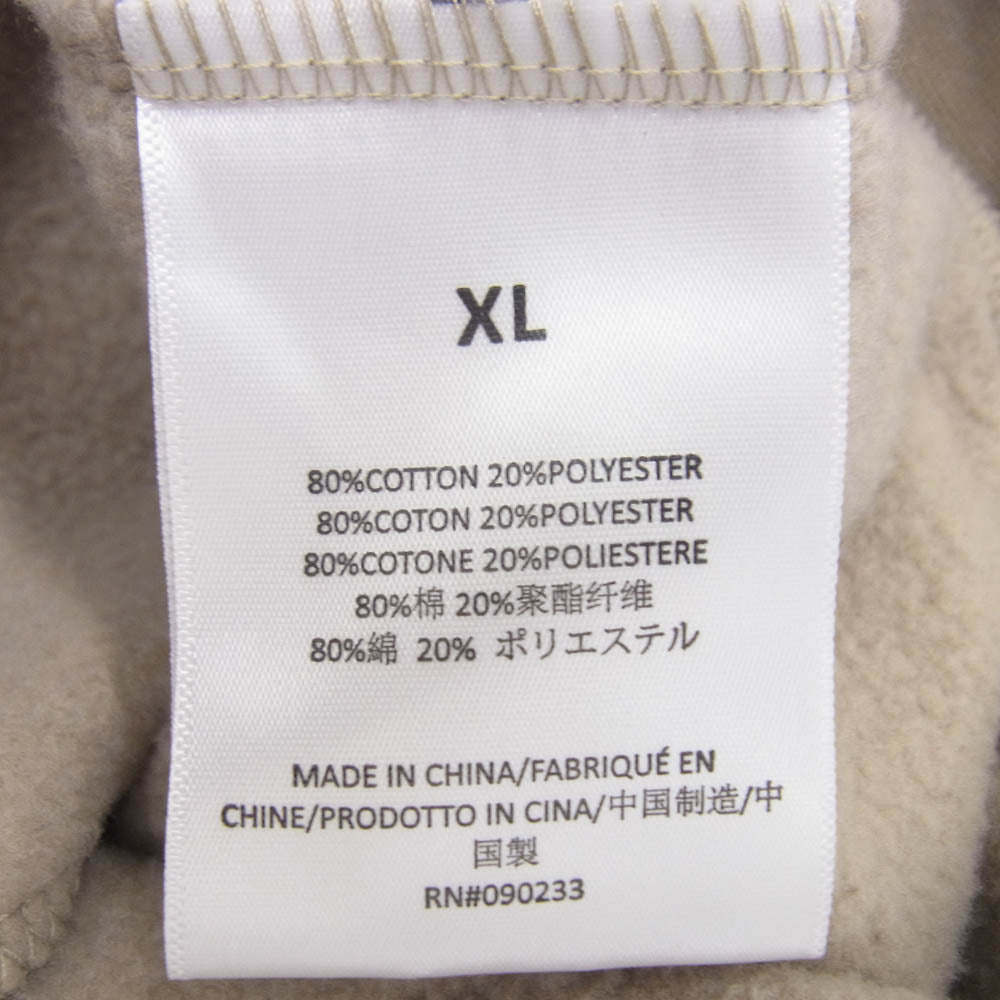 XL
80%COTTON 20%POLYESTER
80%COTON 20%POLYESTER
80%COTONE 20%POLIESTERE
80%棉 20%聚酯纤维
80%綿 20% ポリエステル
MADE IN CHINA/FABRIQUÉ EN
CHINE/PRODOTTO IN CINA/中国制造/中
国製
RN#090233